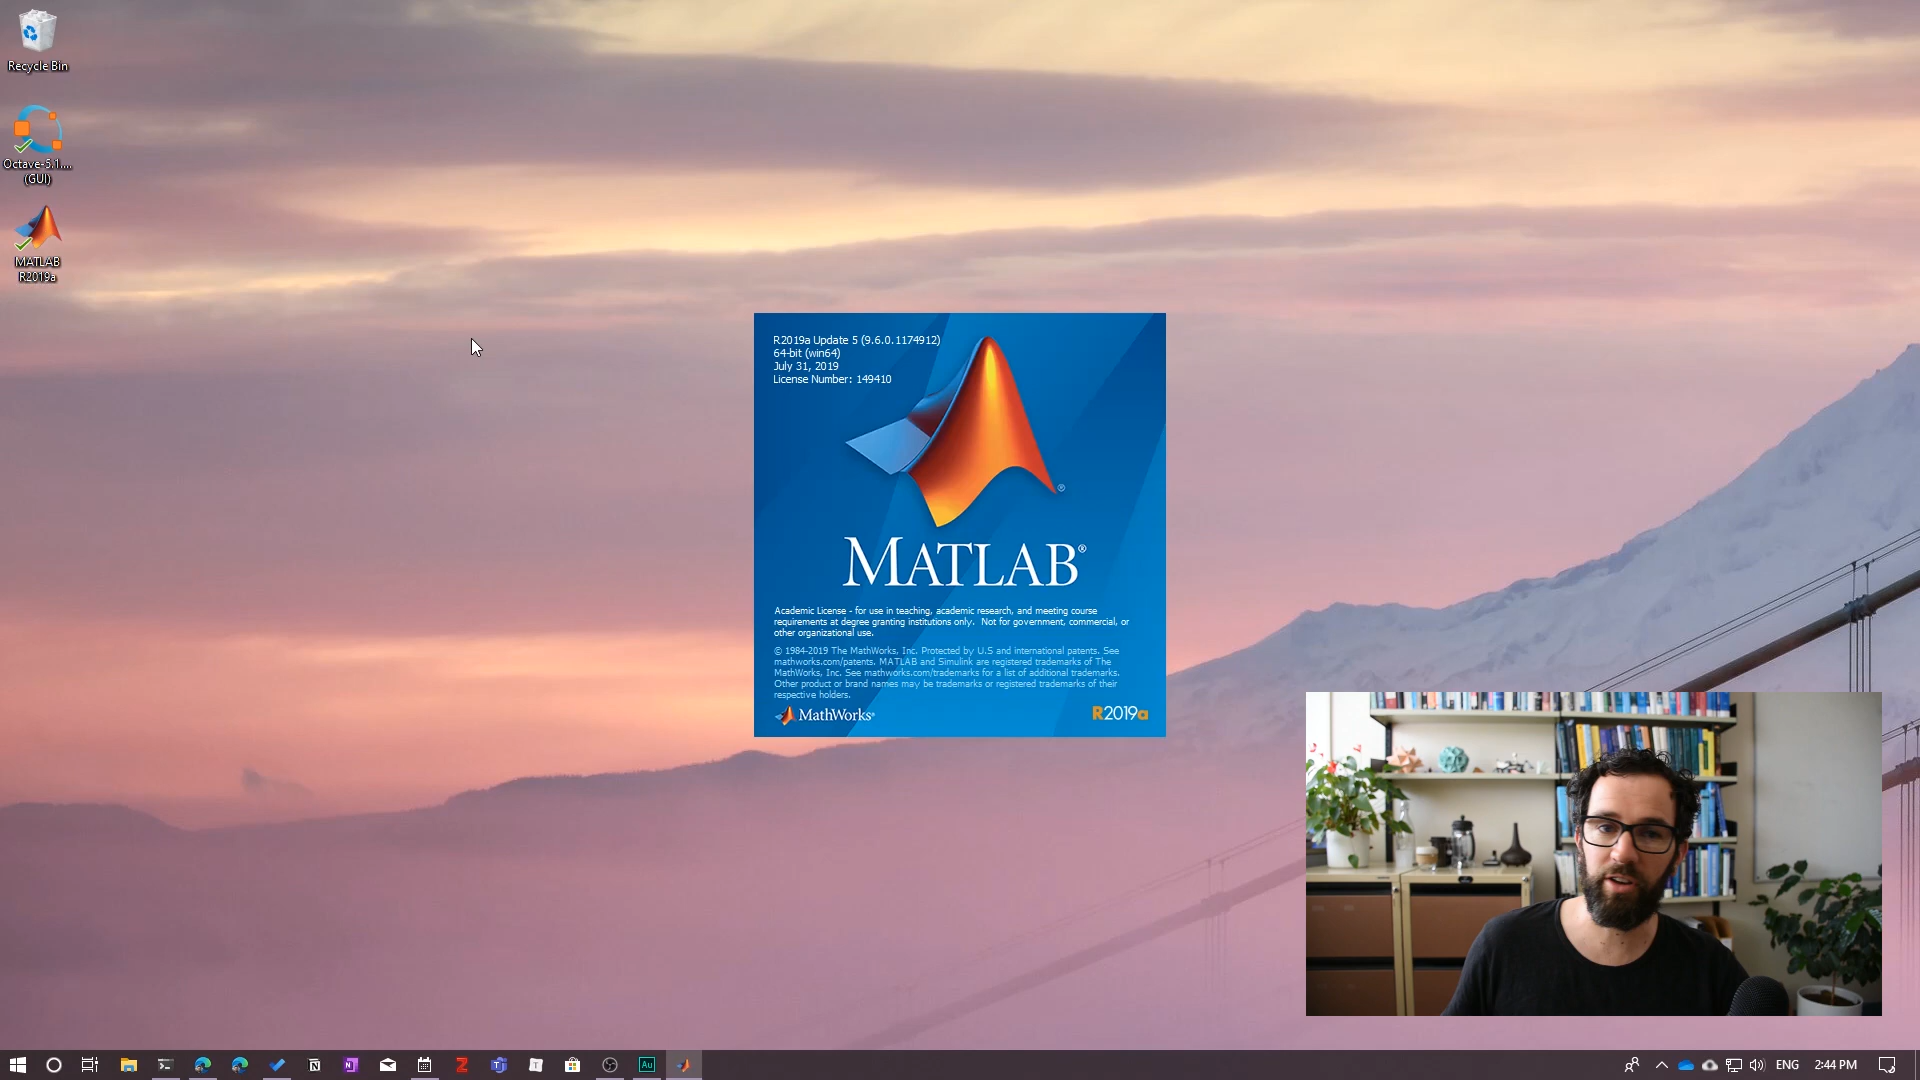 Recycle Bin
Octave-5.1....
(GUI)
MATLAB
R2019a
R2019a Update 5 (9.6.0.1174912)
64-bit (win64)
July 31, 2019
License Number: 149410
MATLAB®
Academic License - for use in teaching, academic research, and meeting course
requirements at degree granting institutions only. Not for government, commercial, or
other organizational use.
© 1984-2019 The MathWorks, Inc. Protected by U.S and international patents. See
mathworks.com/patents. MATLAB and Simulink are registered trademarks of The
MathWorks, Inc. See mathworks.com/trademarks for a list of additional trademarks.
Other product or brand names may be trademarks or registered trademarks of their
respective holders.
MathWorks®
R2019a
Au
ENG
2:44 PM